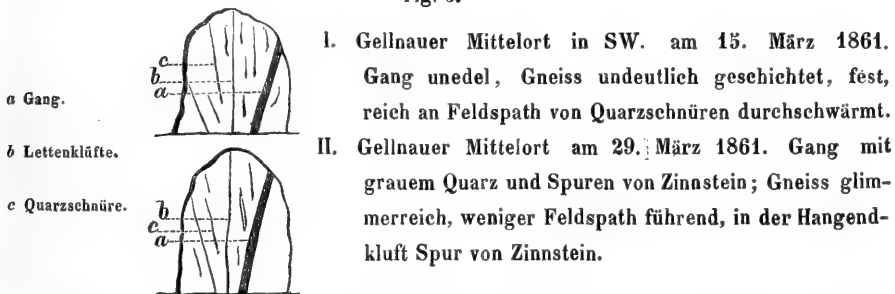 I. Gellnauer Mittelort in SW. am 15. März 1861.
Gang unedel, Gneiss undeutlich geschichtet, fest,
reich an Feldspath von Quarzschnüren durchschwärmt.
II. Gellnauer Mittelort am 29. März 1861. Gang mit
grauem Quarz und Spuren von Zinnstein; Gneiss glim-
merreich, weniger Feldspath führend, in der Hangend-
kluft Spur von Zinnstein.
a Gang.
b Lettenklüfte.
c Quarzschnüre.
c
b
a
b
c
a